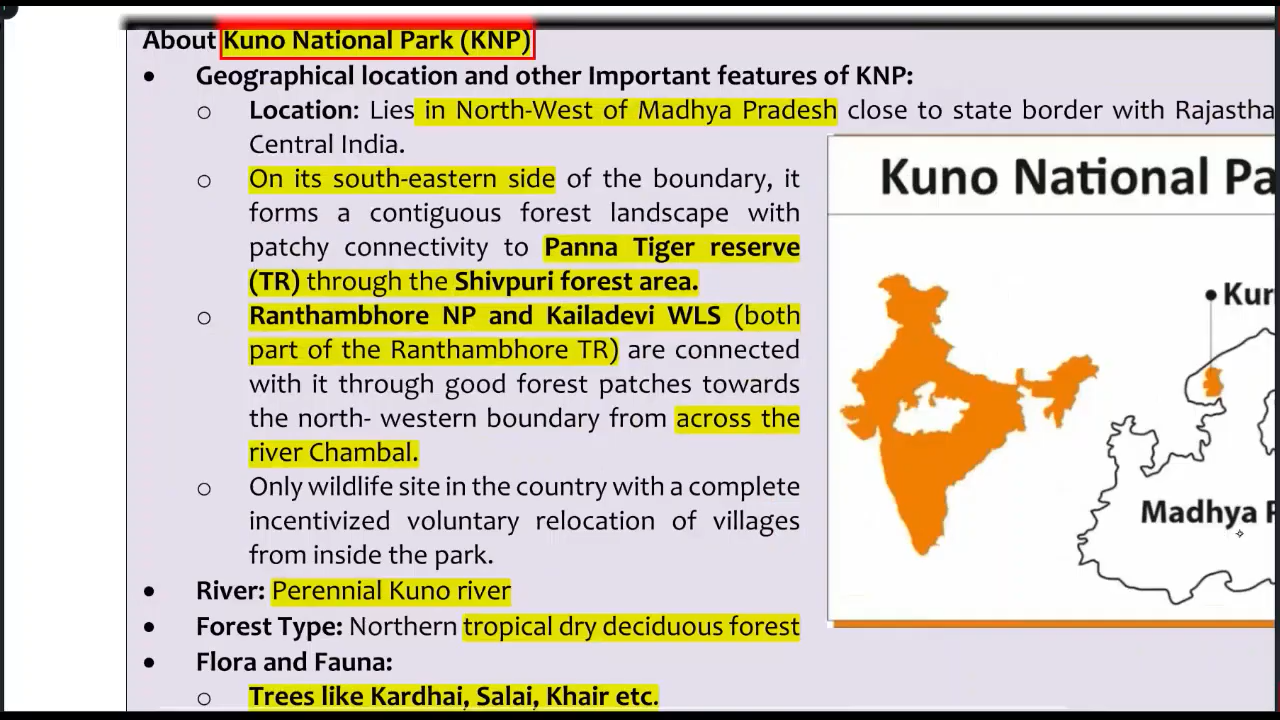 About Kuno National Park (KNP)
• Geographical location and other Important features of KNP:
o Location: Lies in North-West of Madhya Pradesh close to state border with Rajastha
Central India.
o On its south-eastern side of the boundary, it
forms a contiguous forest landscape with
patchy connectivity to Panna Tiger reserve
(TR) through the Shivpuri forest area.
o Ranthambhore NP and Kailadevi WLS (both
part of the Ranthambhore TR) are connected
with it through good forest patches towards
the north- western boundary from across the
river Chambal.
o Only wildlife site in the country with a complete
incentivized voluntary relocation of villages
from inside the park.
• River: Perennial Kuno river
• Forest Type: Northern tropical dry deciduous forest
• Flora and Fauna:
o Trees like Kardhai, Salai, Khair etc.
Kuno National Pa
Kur
Madhya P